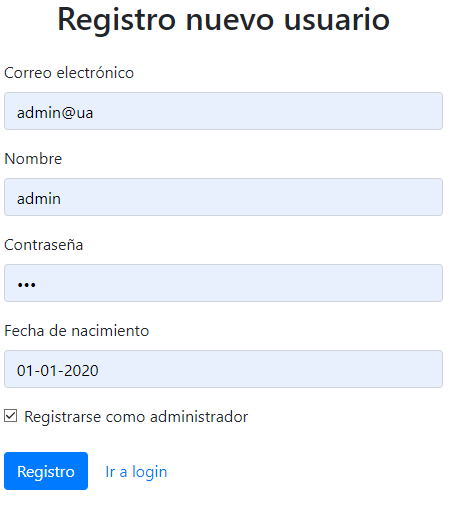 Registro nuevo usuario
Correo electrónico
admin@ua
Nombre
admin
Contraseña
•••
Fecha de nacimiento
01-01-2020
Registrarse como administrador
Registro Ir a login